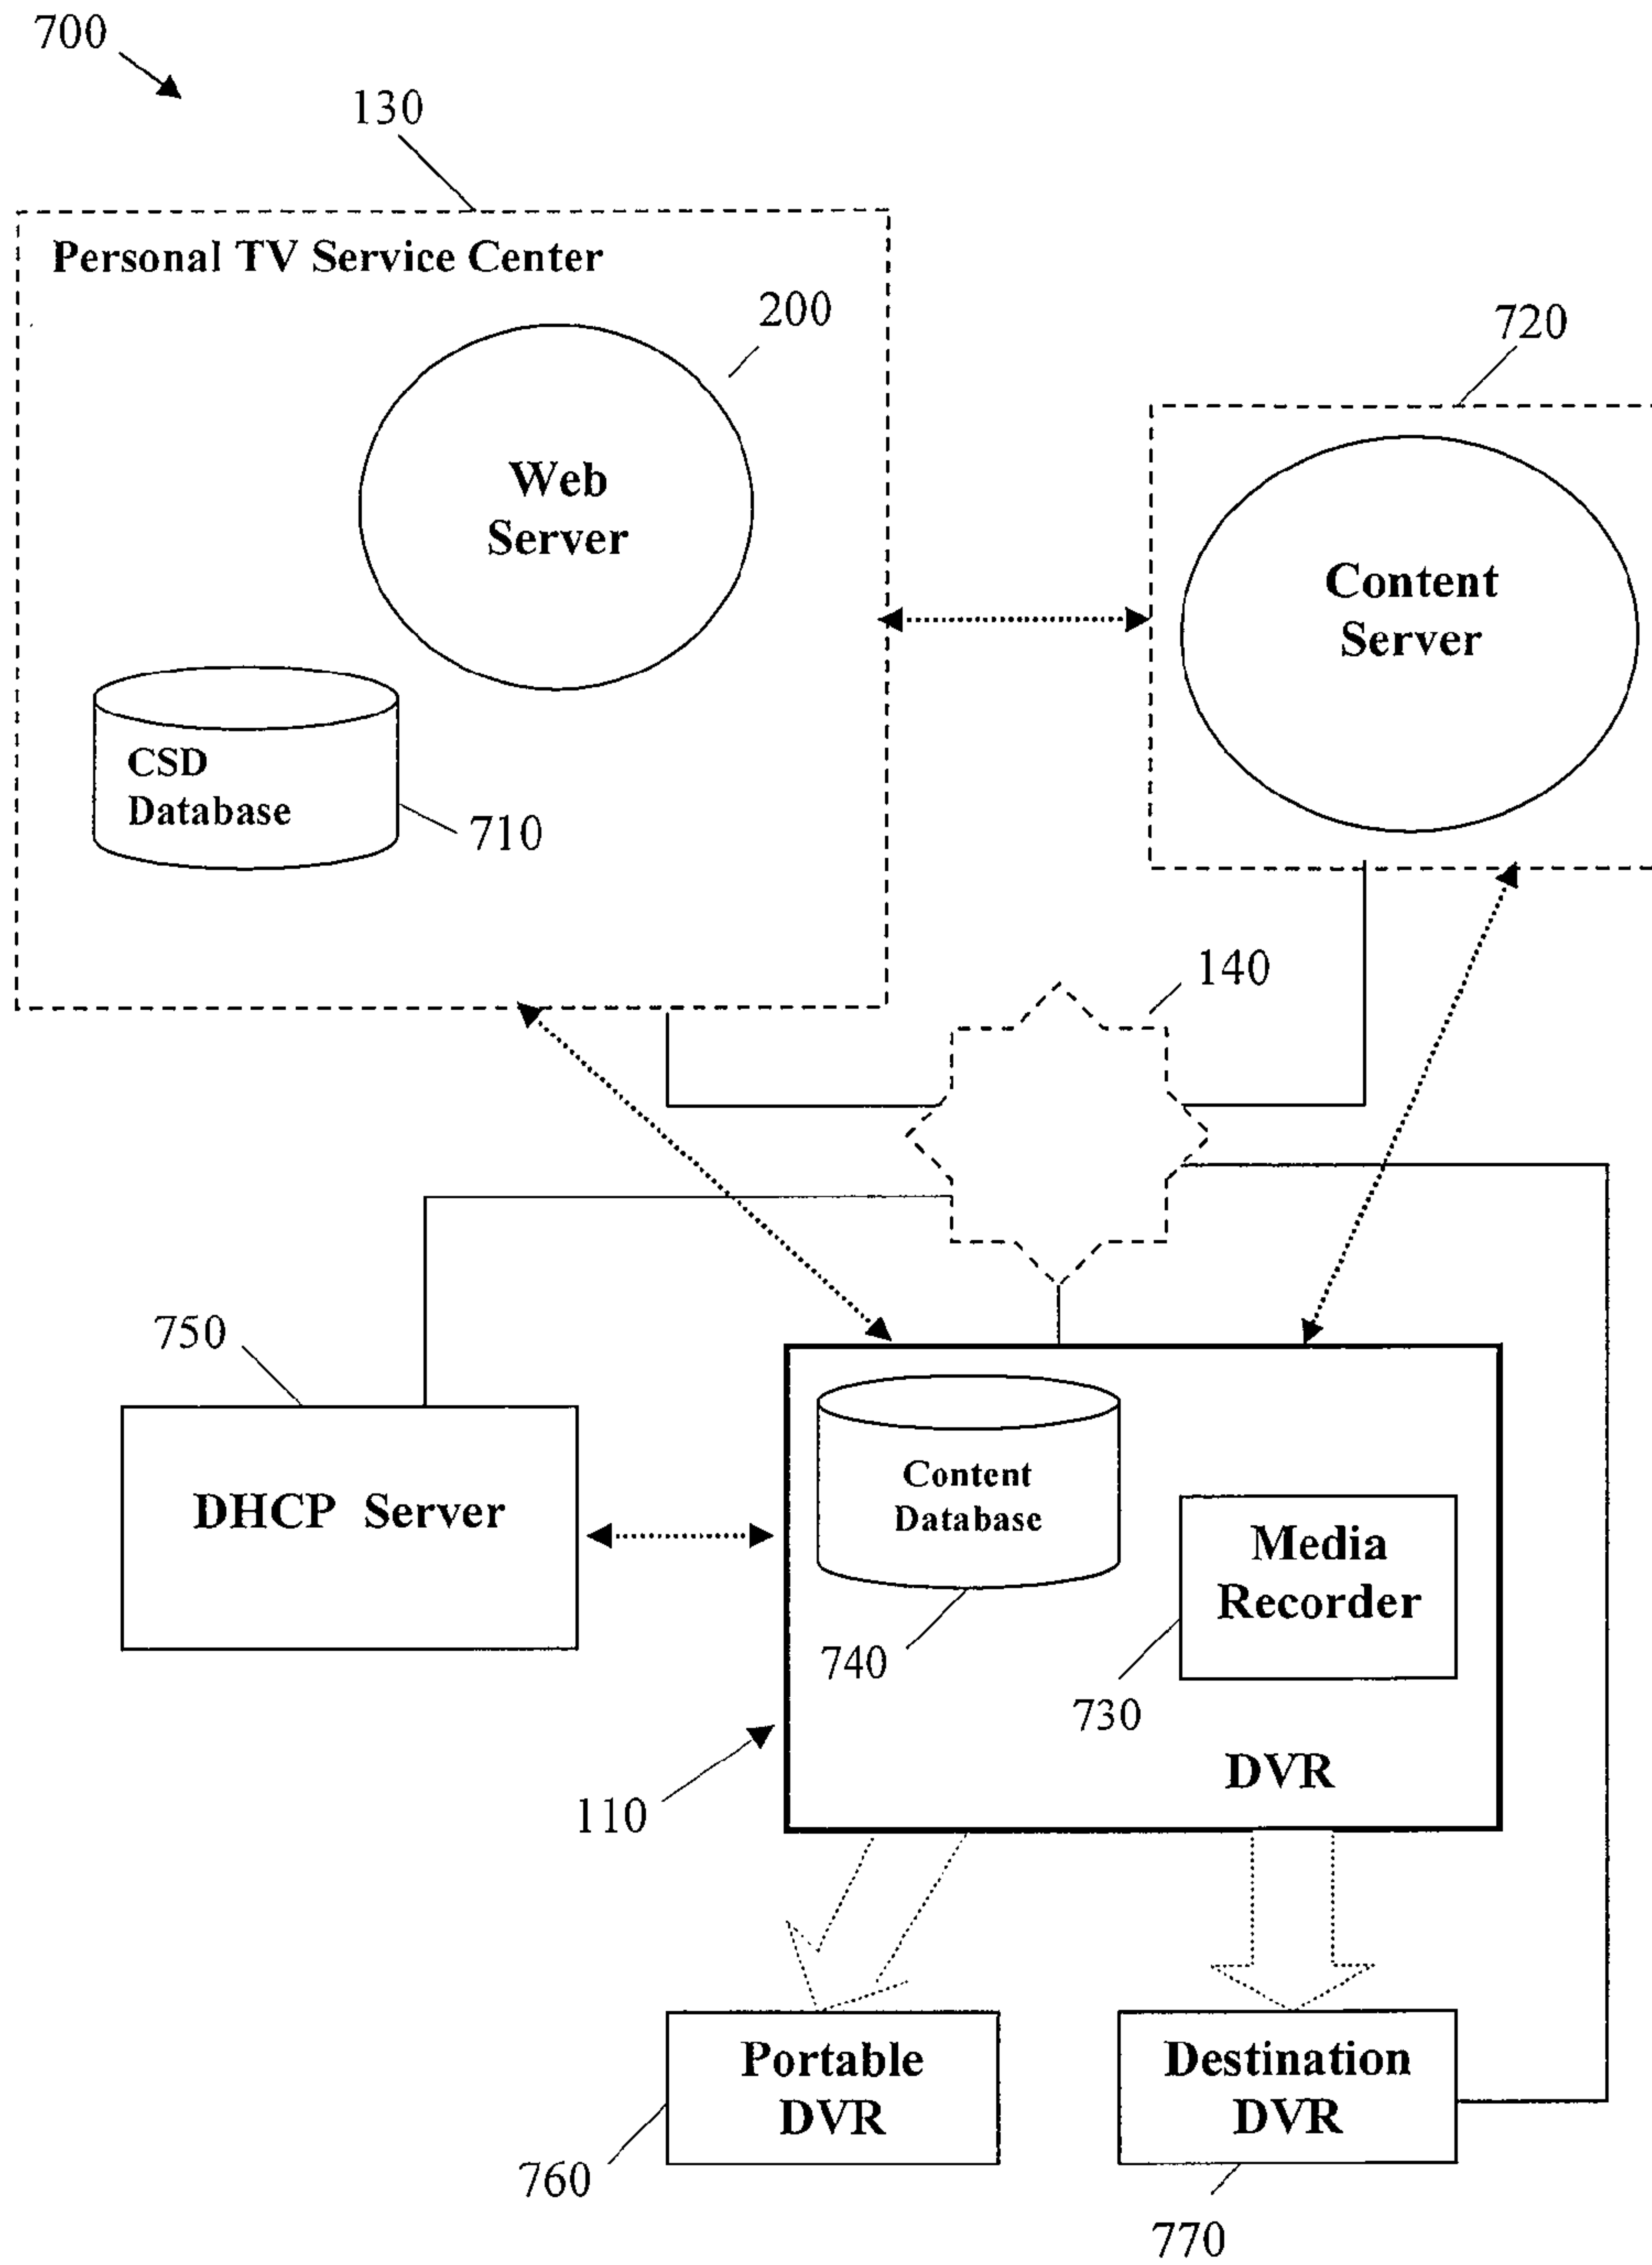 700
130
Personal TV Service Center
200
720
Web
Server
Content
Server
CSD
Database
710
140
750
DHCP Server
Content
Database
Media
Recorder
740
730
DVR
110
Portable
DVR
Destination
DVR
760
770